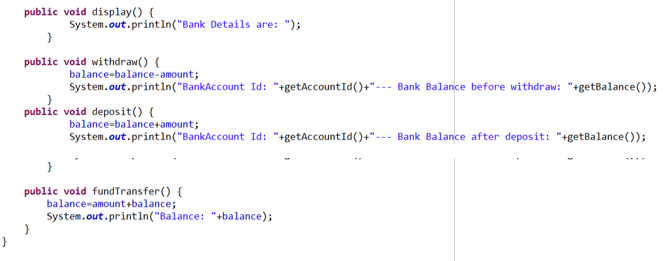 public void display() {
System.out.println("Bank Details are: ");
}
public void withdraw() {
balance=balance-amount;
System.out.println("BankAccount Id: "+getAccountId()+"--- Bank Balance before withdraw: "+getBalance());
}
public void deposit() {
balance=balance+amount;
System.out.println("BankAccount Id: "+getAccountId()+"--- Bank Balance after deposit: "+getBalance());
}
public void fundTransfer() {
balance=amount+balance;
System.out.println("Balance: "+balance);
}
}